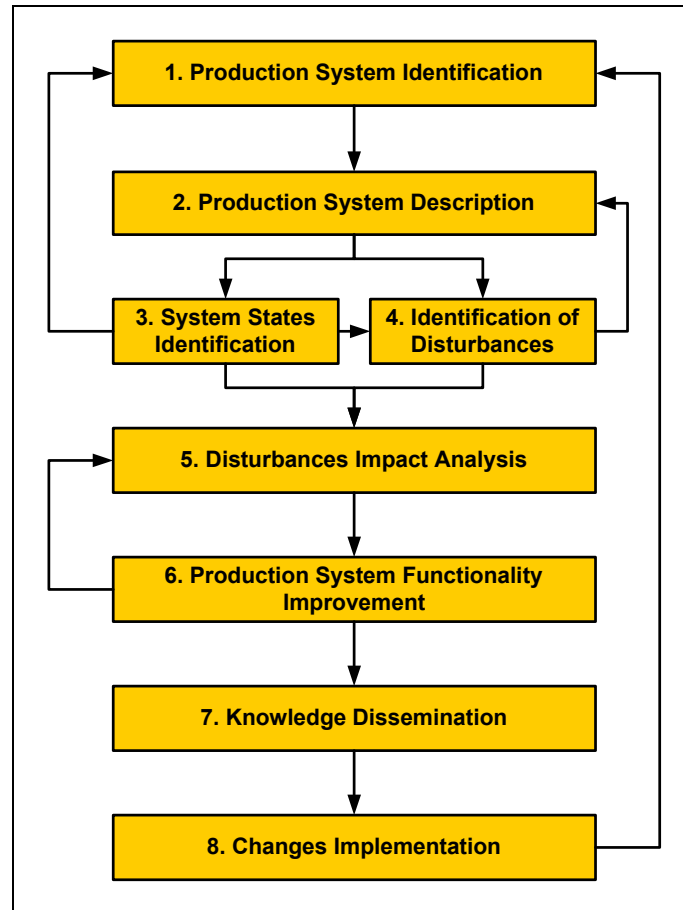 1. Production System Identification
2. Production System Description
3. System States
Identification
4. Identification of
Disturbances
5. Disturbances Impact Analysis
6. Production System Functionality
Improvement
7. Knowledge Dissemination
8. Changes Implementation